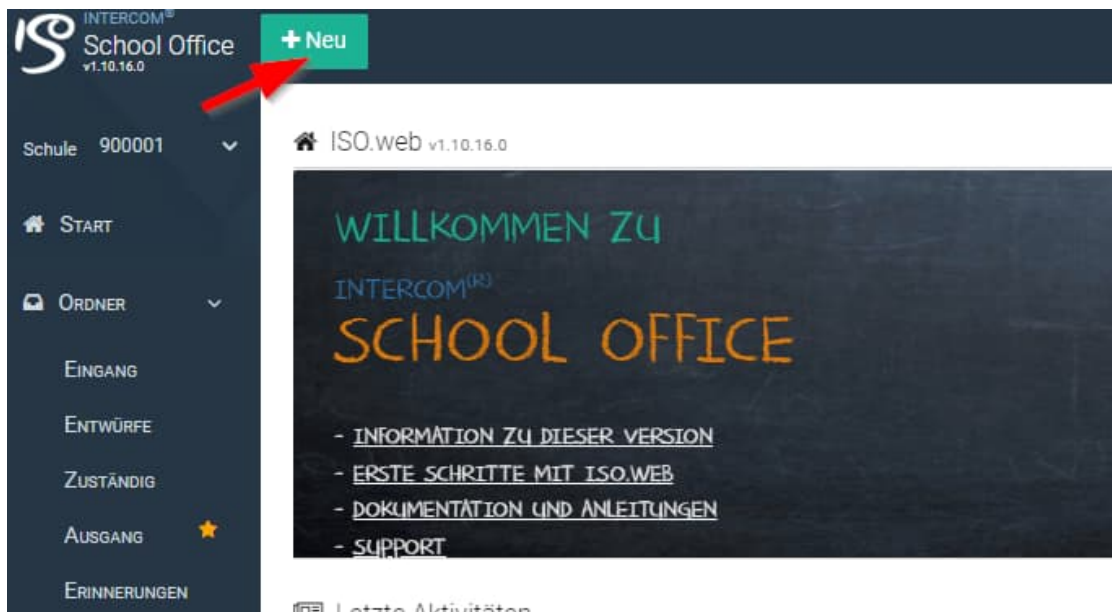 INTERCOM®
School Office
v1.10.16.0
+ Neu
Schule 900001
START
ORDNER
EINGANG
ENTWÜRFE
ZUSTÄNDIG
AUSGANG
ERINNERUNGEN
ISO.web v1.10.16.0
WILLKOMMEN ZU
INTERCOM(R)
SCHOOL OFFICE
- INFORMATION ZU DIESER VERSION
- ERSTE SCHRITTE MIT ISO.WEB
- DOKUMENTATION UND ANLEITUNGEN
- SUPPORT
Letzte Aktivitäten